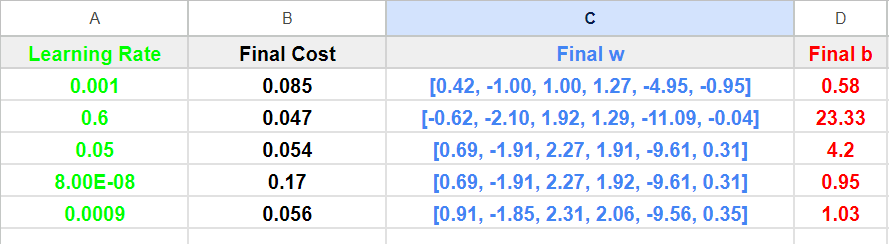 A B C D
Learning Rate Final Cost Final w Final b
0.001 0.085 [0.42, -1.00, 1.00, 1.27, -4.95, -0.95] 0.58
0.6 0.047 [-0.62, -2.10, 1.92, 1.29, -11.09, -0.04] 23.33
0.05 0.054 [0.69, -1.91, 2.27, 1.91, -9.61, 0.31] 4.2
8.00E-08 0.17 [0.69, -1.91, 2.27, 1.92, -9.61, 0.31] 0.95
0.0009 0.056 [0.91, -1.85, 2.31, 2.06, -9.56, 0.35] 1.03